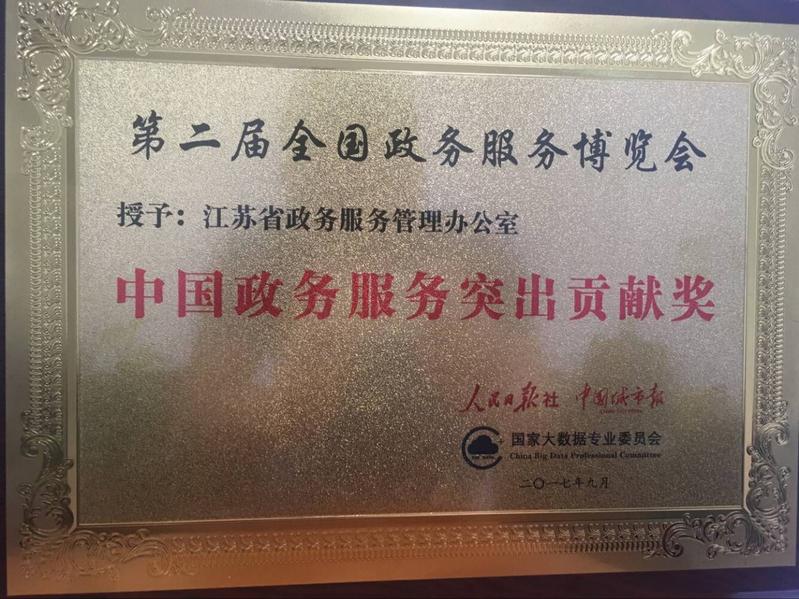 第二届全国政务服务博览会
授予：江苏省政务服务管理办公室
中国政务服务突出贡献奖
人民日报社 中国城市报
国家大数据专业委员会
China Big Data Professional Committee
二〇一七年九月